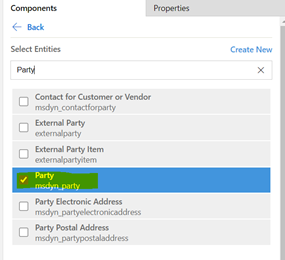 Components Properties
← Back
Select Entities Create New
Party
Contact for Customer or Vendor
msdyn_contactforparty
External Party
externalparty
External Party Item
externalpartyitem
Party
msdyn_party
Party Electronic Address
msdyn_partyelectronicaddress
Party Postal Address
msdyn_partypostaladdress